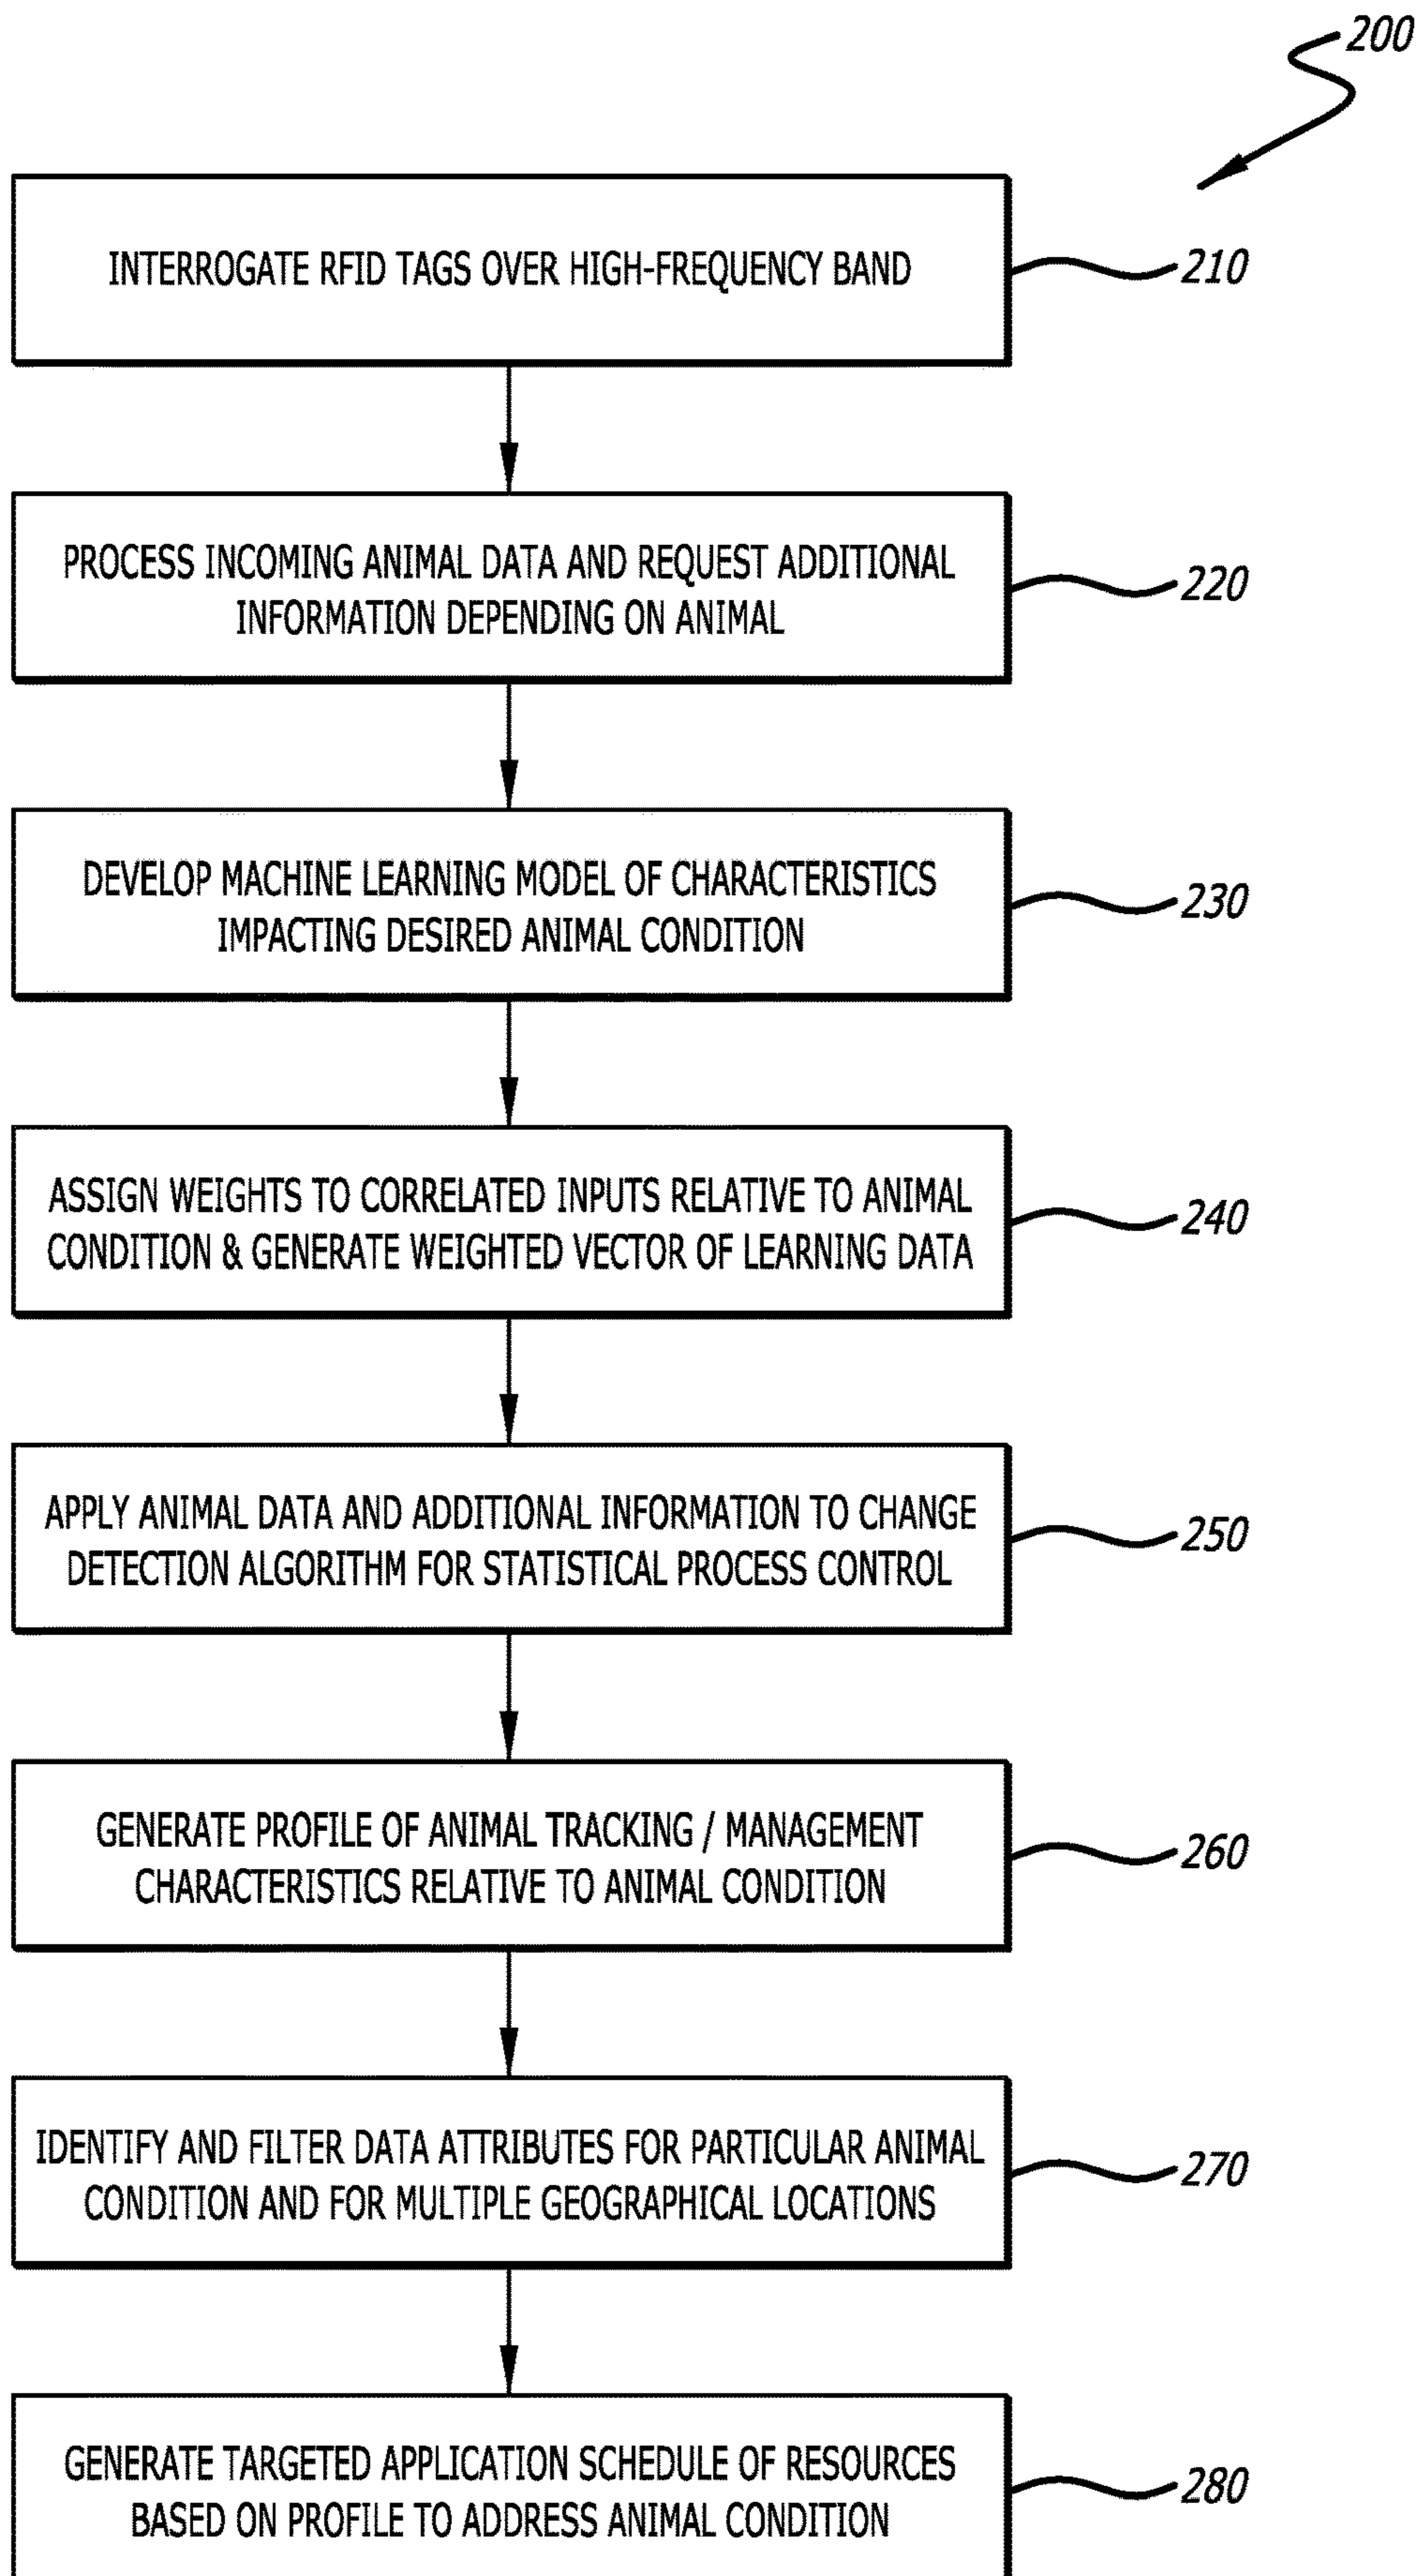 200
INTERROGATE RFID TAGS OVER HIGH-FREQUENCY BAND
210
PROCESS INCOMING ANIMAL DATA AND REQUEST ADDITIONAL
INFORMATION DEPENDING ON ANIMAL
220
DEVELOP MACHINE LEARNING MODEL OF CHARACTERISTICS
IMPACTING DESIRED ANIMAL CONDITION
230
ASSIGN WEIGHTS TO CORRELATED INPUTS RELATIVE TO ANIMAL
CONDITION & GENERATE WEIGHTED VECTOR OF LEARNING DATA
240
APPLY ANIMAL DATA AND ADDITIONAL INFORMATION TO CHANGE
DETECTION ALGORITHM FOR STATISTICAL PROCESS CONTROL
250
GENERATE PROFILE OF ANIMAL TRACKING / MANAGEMENT
CHARACTERISTICS RELATIVE TO ANIMAL CONDITION
260
IDENTIFY AND FILTER DATA ATTRIBUTES FOR PARTICULAR ANIMAL
CONDITION AND FOR MULTIPLE GEOGRAPHICAL LOCATIONS
270
GENERATE TARGETED APPLICATION SCHEDULE OF RESOURCES
BASED ON PROFILE TO ADDRESS ANIMAL CONDITION
280